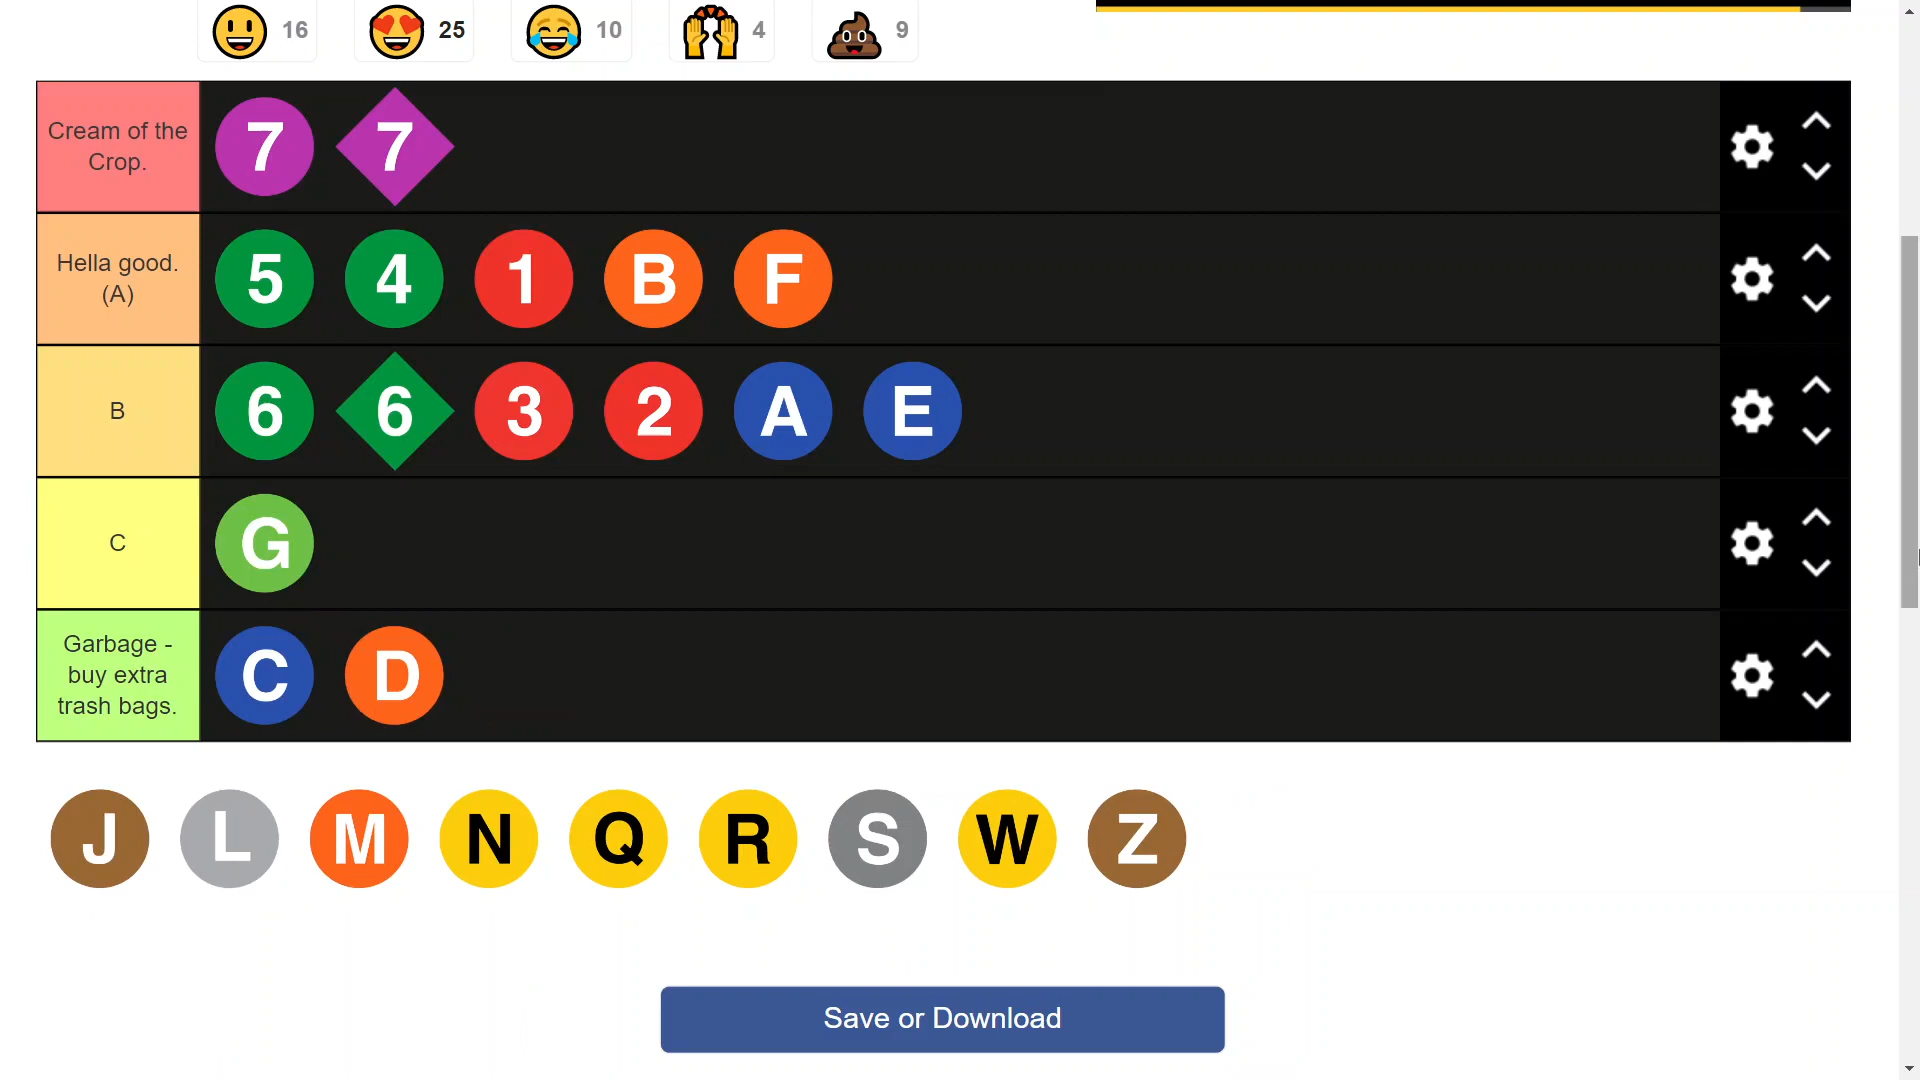 16 25 10 4 9
Cream of the
Crop.
7 7
Hella good.
(A)
5 4 1 B F
B
6 6 3 2 A E
C
G
Garbage -
buy extra
trash bags.
C D
J L M N Q R S W Z
Save or Download